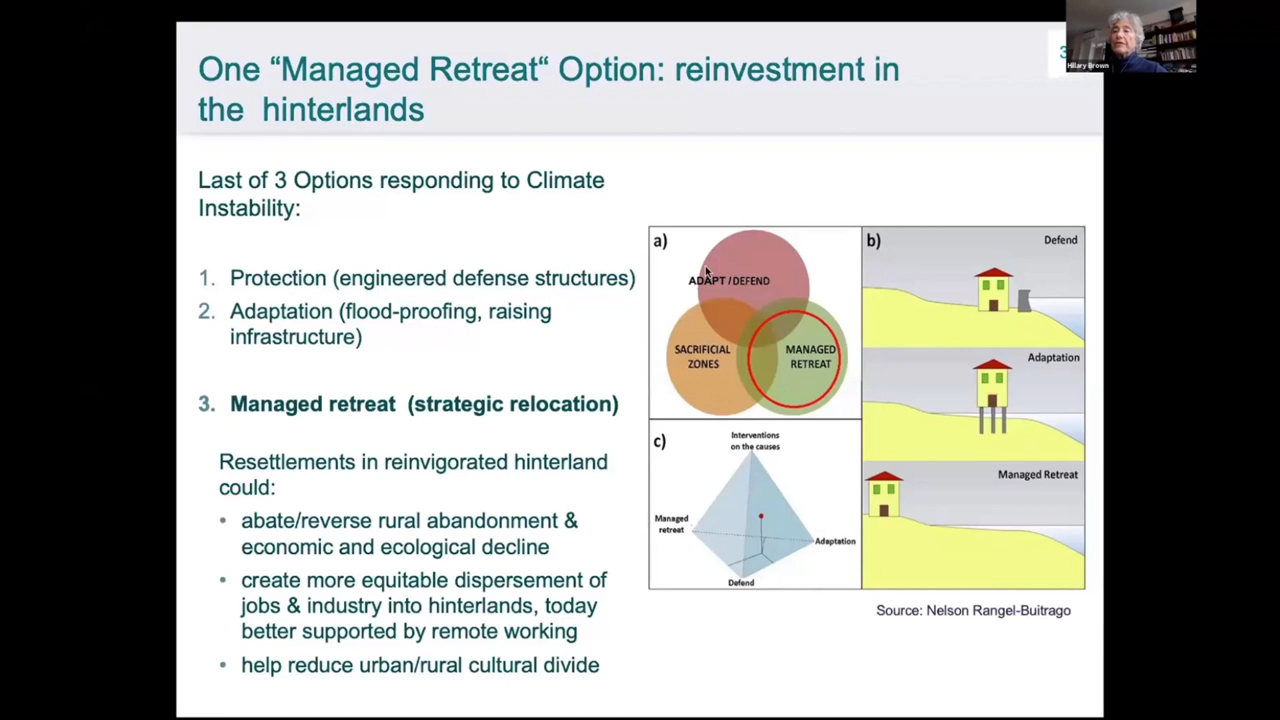 One “Managed Retreat“ Option: reinvestment in
the hinterlands
3
Hilary Brown
Last of 3 Options responding to Climate
Instability:
1. Protection (engineered defense structures)
2. Adaptation (flood-proofing, raising
infrastructure)
3. Managed retreat (strategic relocation)
Resettlements in reinvigorated hinterland
could:
• abate/reverse rural abandonment &
economic and ecological decline
• create more equitable dispersement of
jobs & industry into hinterlands, today
better supported by remote working
• help reduce urban/rural cultural divide
a)
ADAPT / DEFEND
SACRIFICIAL
ZONES
MANAGED
RETREAT
b)
Defend
Adaptation
Managed Retreat
c)
Interventions
on the causes
Managed
retreat
Adaptation
Defend
Source: Nelson Rangel-Buitrago